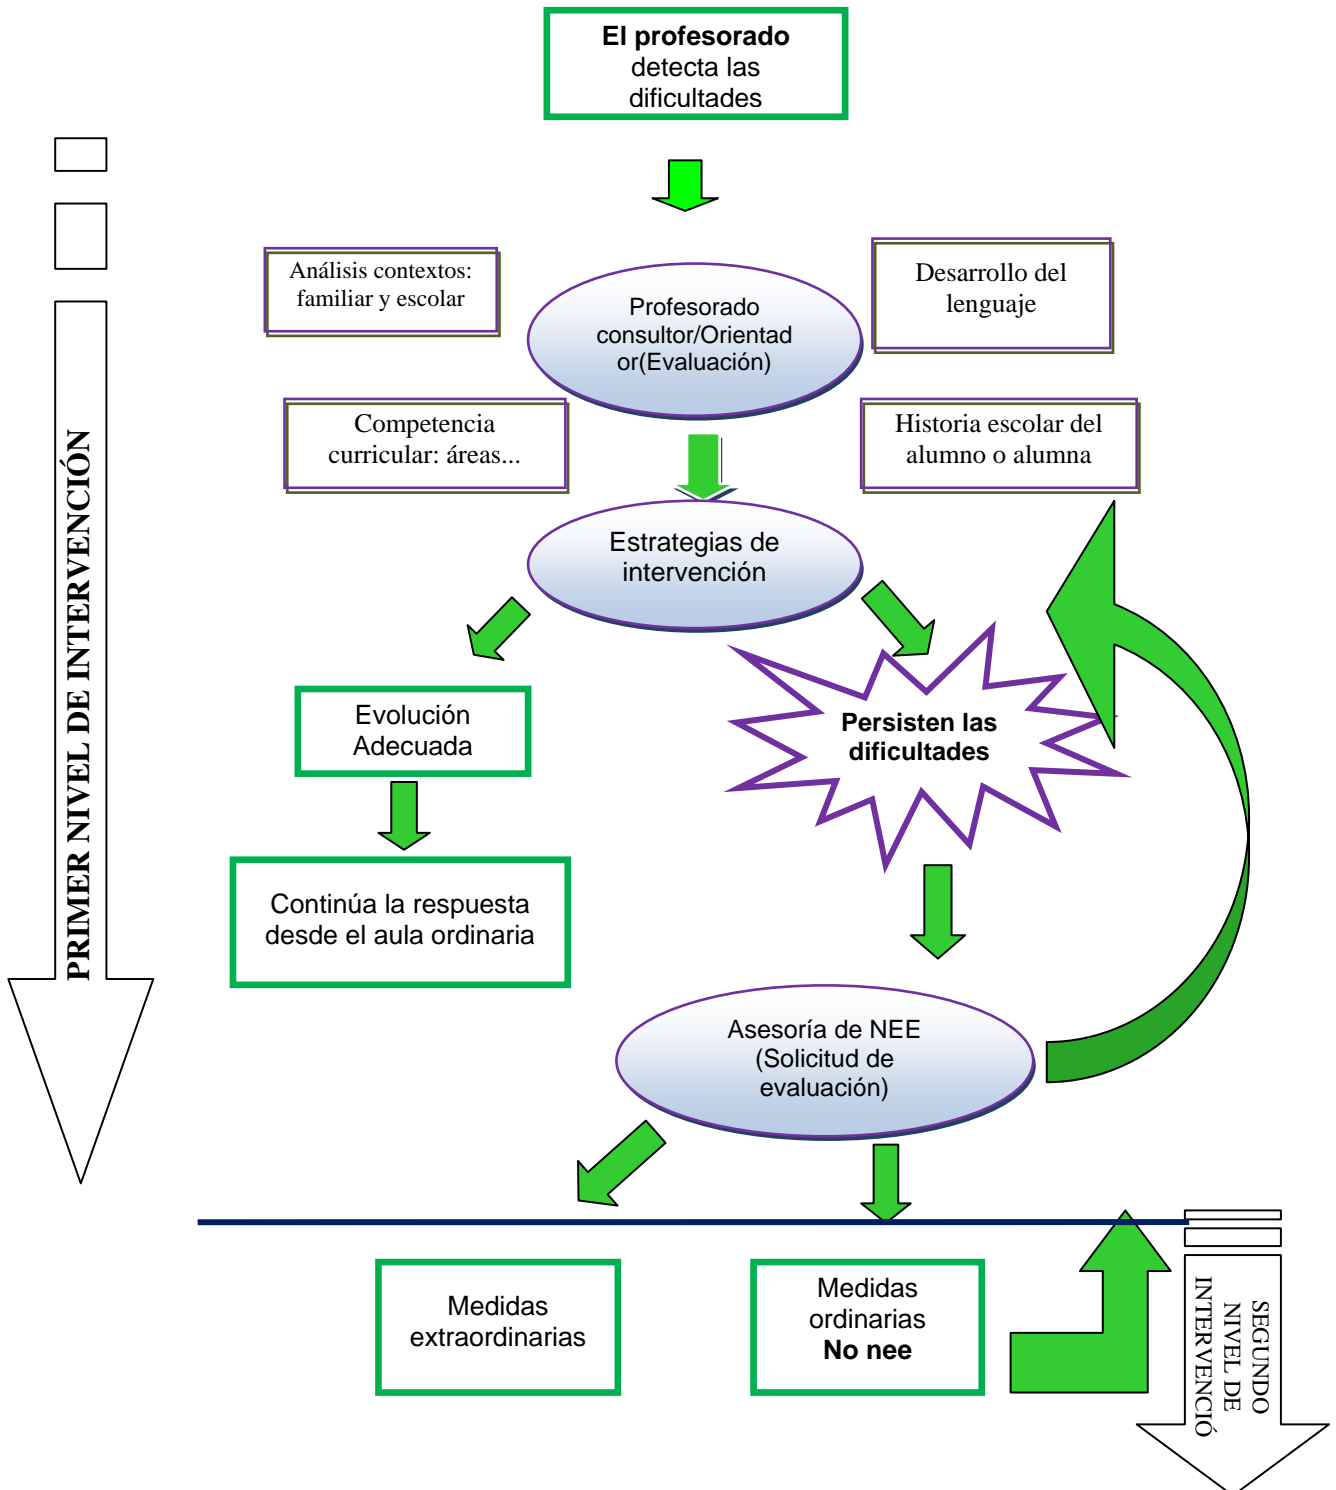 El profesorado
detecta las
dificultades
Análisis contextos:
familiar y escolar
Profesorado
consultor/Orientad
or(Evaluación)
Desarrollo del
lenguaje
Competencia
curricular: áreas...
Historia escolar del
alumno o alumna
Estrategias de
intervención
PRIMER NIVEL DE INTERVENCIÓN
Evolución
Adecuada
Persisten las
dificultades
Continúa la respuesta
desde el aula ordinaria
Asesoría de NEE
(Solicitud de
evaluación)
Medidas
extraordinarias
Medidas
ordinarias
No nee
SEGUNDO
NIVEL DE
INTERVENCIÓ